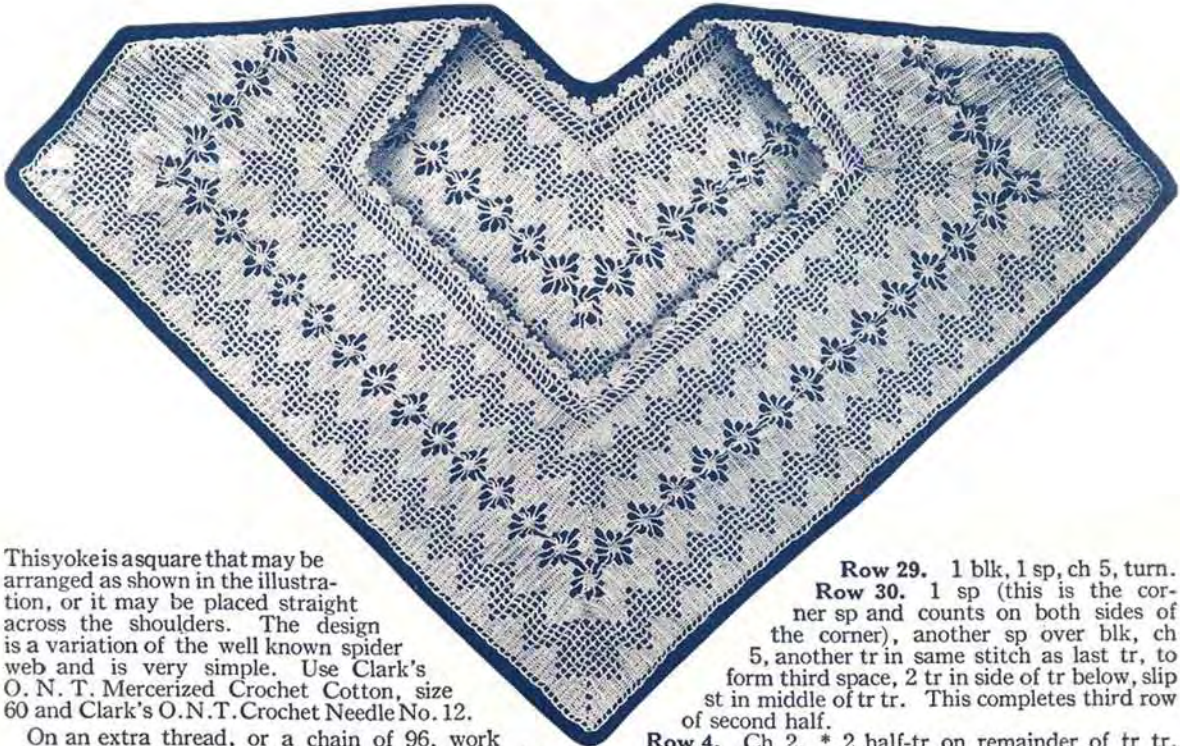 This yoke is a square that may be
arranged as shown in the illustra-
tion, or it may be placed straight
across the shoulders. The design
is a variation of the well known spider
web and is very simple. Use Clark's
O. N. T. Mercerized Crochet Cotton, size
60 and Clark's O.N.T. Crochet Needle No. 12.
On an extra thread, or a chain of 96, work
Row 29. 1 blk, 1 sp, ch 5, turn.
Row 30. 1 sp (this is the cor-
ner sp and counts on both sides of
the corner), another sp over blk, ch
5, another tr in same stitch as last tr, to
form third space, 2 tr in side of tr below, slip
st in middle of tr tr. This completes third row
of second half.
Row 4. Ch 2, * 2 half-tr on remainder of tr tr,